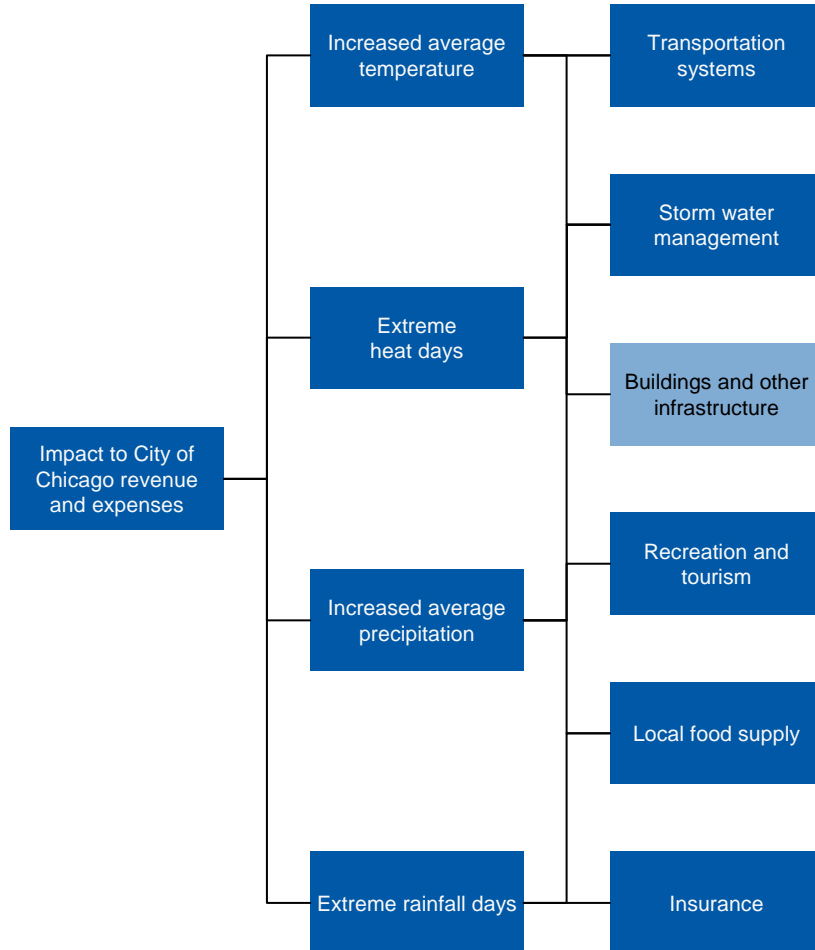 Increased average
temperature
Transportation
systems
Storm water
management
Extreme
heat days
Buildings and other
infrastructure
Impact to City of
Chicago revenue
and expenses
Recreation and
tourism
Increased average
precipitation
Local food supply
Extreme rainfall days
Insurance